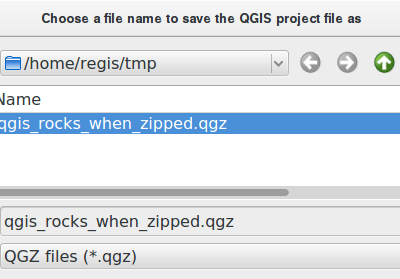 Choose a file name to save the QGIS project file as
/home/regis/tmp
Name
qgis_rocks_when_zipped.qgz
qgis_rocks_when_zipped.qgz
QGZ files (*.qgz)